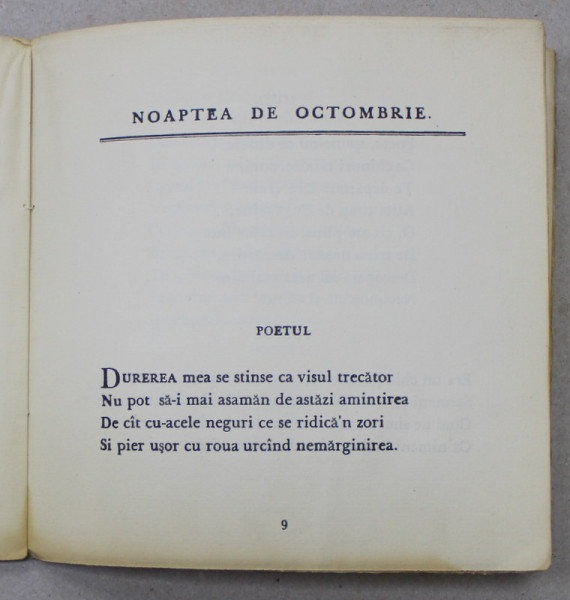 NOAPTEA DE OCTOMBRIE.
POETUL
DUREREA mea se stinse ca visul trecător
Nu pot să-i mai asamăn de astăzi amintirea
De cît cu-acele neguri ce se ridică'n zori
Si pier uşor cu roua urcînd nemărginirea.
9